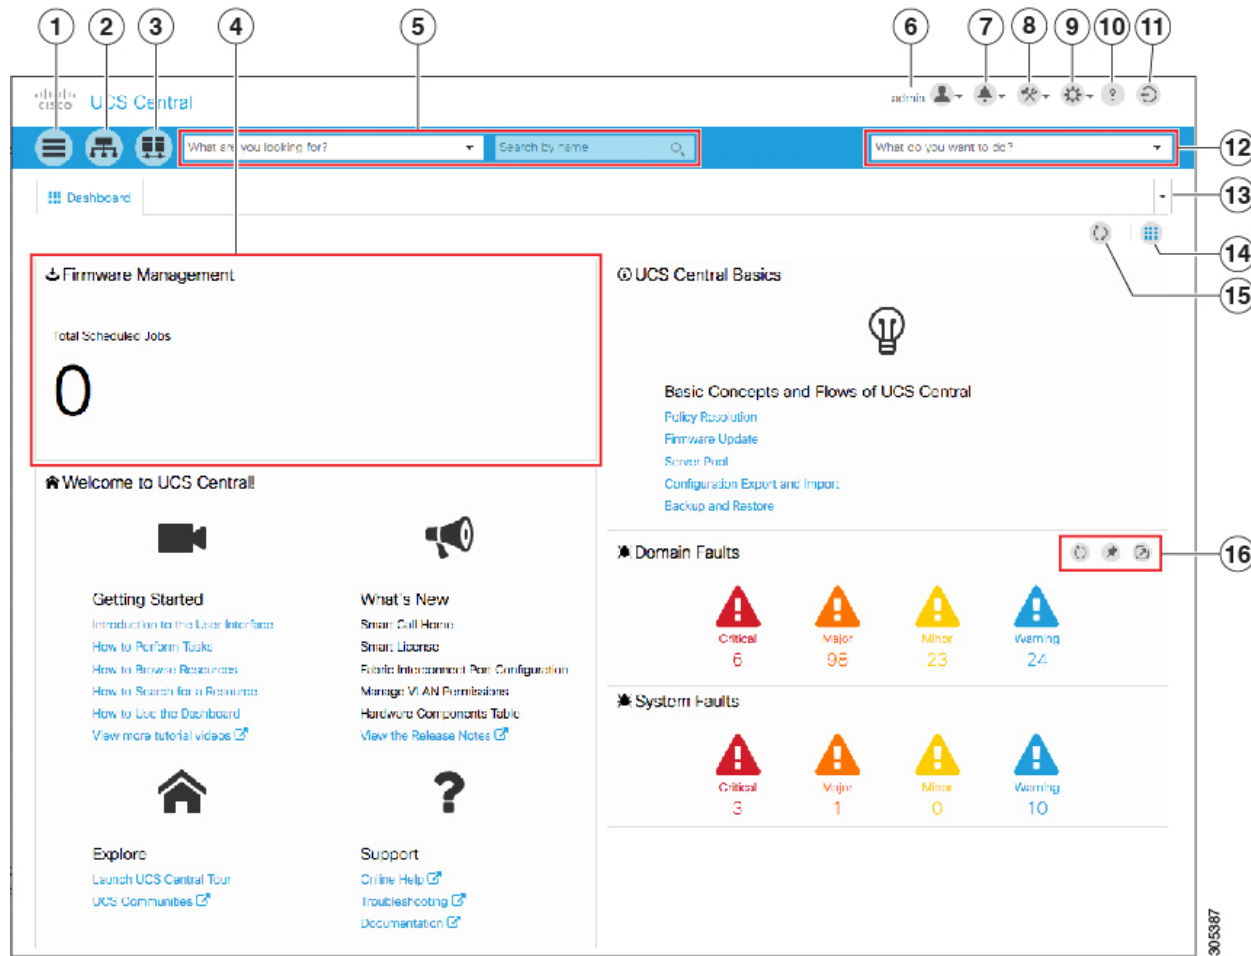 1 2 3 4 5 6 7 8 9 10 11
CISCO UCS Central
admin
What are you looking for? Search by name What do you want to do? 12
Dashboard 13
14
15
Firmware Management
Total Scheduled Jobs
0
UCS Central Basics
Basic Concepts and Flows of UCS Central
Policy Resolution
Firmware Update
Server Pool
Configuration Export and Import
Backup and Restore
Welcome to UCS Central!
Getting Started
Introduction to the User Interface
How to Perform Tasks
How to Browse Resources
How to Search for a Resource
How to Use the Dashboard
View more tutorial videos
What's New
Smart Call Home
Smart License
Fabric Interconnect Port Configuration
Manage VLAN Permissions
Hardware Components Table
View the Release Notes
Domain Faults 16
Critical Major Minor Warning
6 98 23 24
System Faults
Critical Major Minor Warning
3 1 0 10
Explore
Launch UCS Central Tour
UCS Communities
Support
Online Help
Troubleshooting
Documentation
305387